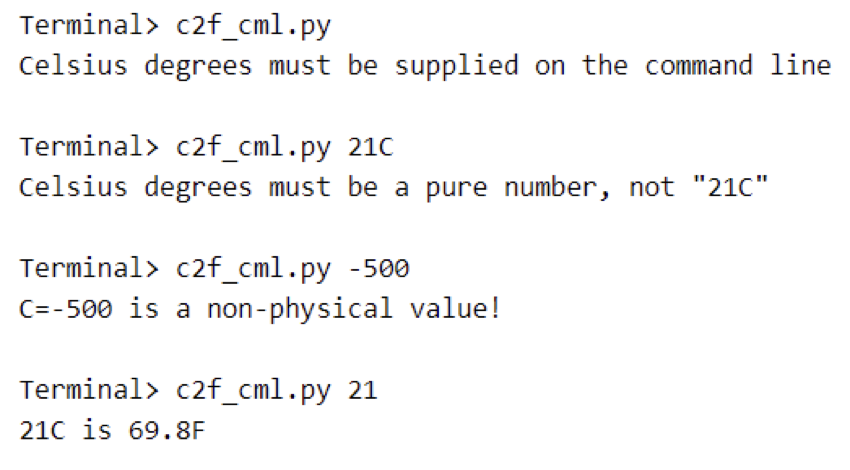 Terminal> c2f_cml.py
Celsius degrees must be supplied on the command line
Terminal> c2f_cml.py 21C
Celsius degrees must be a pure number, not "21C"
Terminal> c2f_cml.py -500
C=-500 is a non-physical value!
Terminal> c2f_cml.py 21
21C is 69.8F